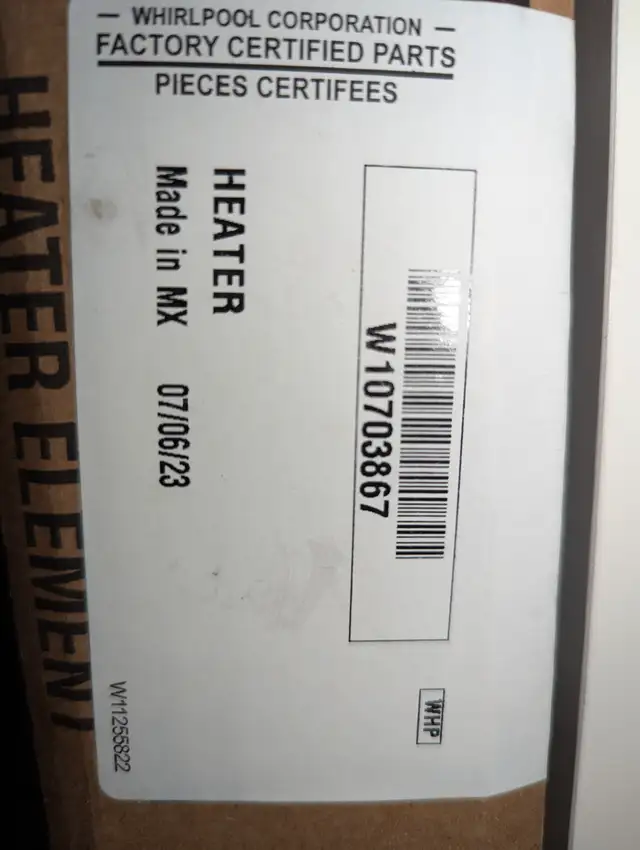 — WHIRLPOOL CORPORATION —
FACTORY CERTIFIED PARTS
PIECES CERTIFEES
W10703867
HEATER
Made in MX 07/06/23
WHP
W11255822
HEATER ELEMENT